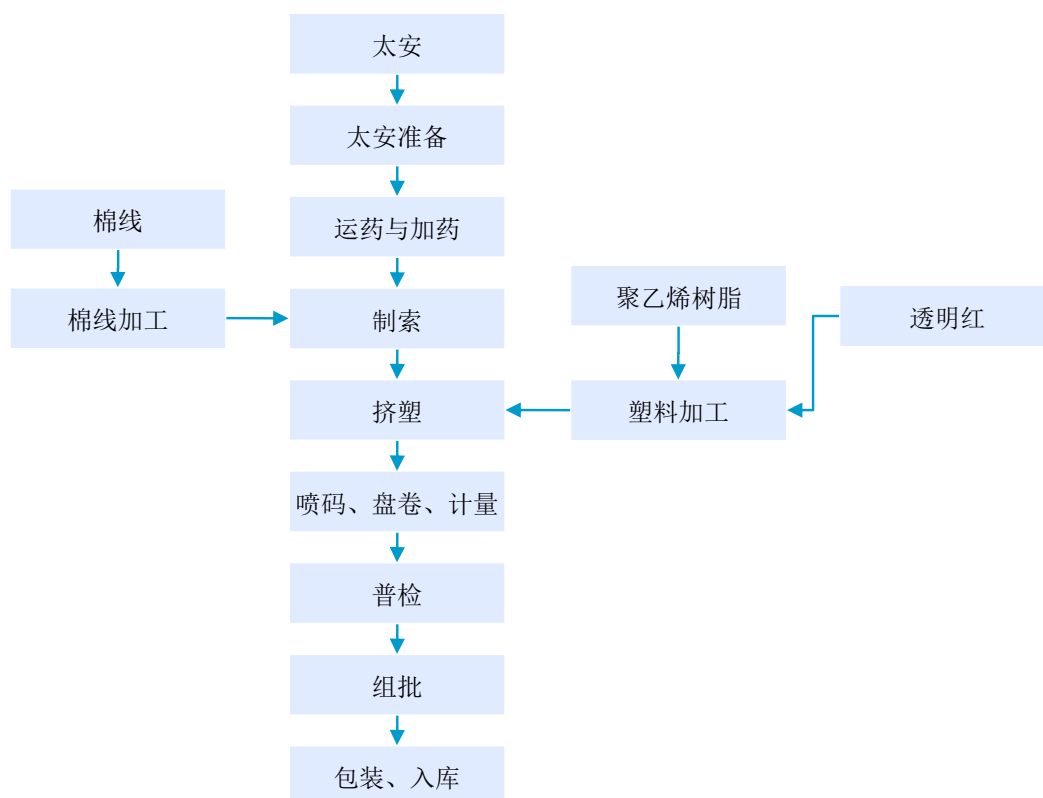 太安
太安准备
棉线
运药与加药
聚乙烯树脂
棉线加工
制索
透明红
挤塑
塑料加工
喷码、盘卷、计量
普检
组批
包装、入库